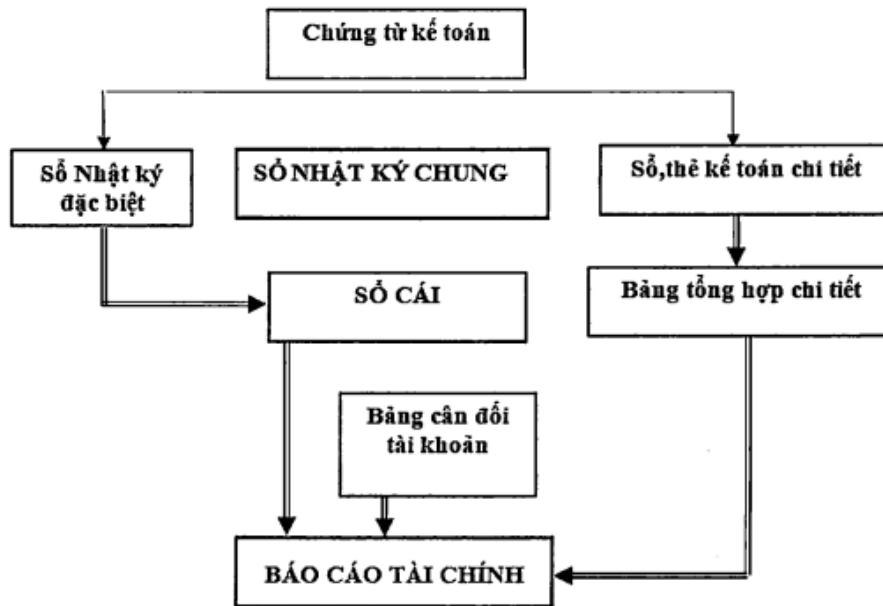 Chứng từ kế toán
Sổ Nhật ký
đặc biệt
SỔ NHẬT KÝ CHUNG
Sổ,thẻ kế toán chi tiết
SỔ CÁI
Bảng tổng hợp chi tiết
Bảng cân đối
tài khoản
BÁO CÁO TÀI CHÍNH